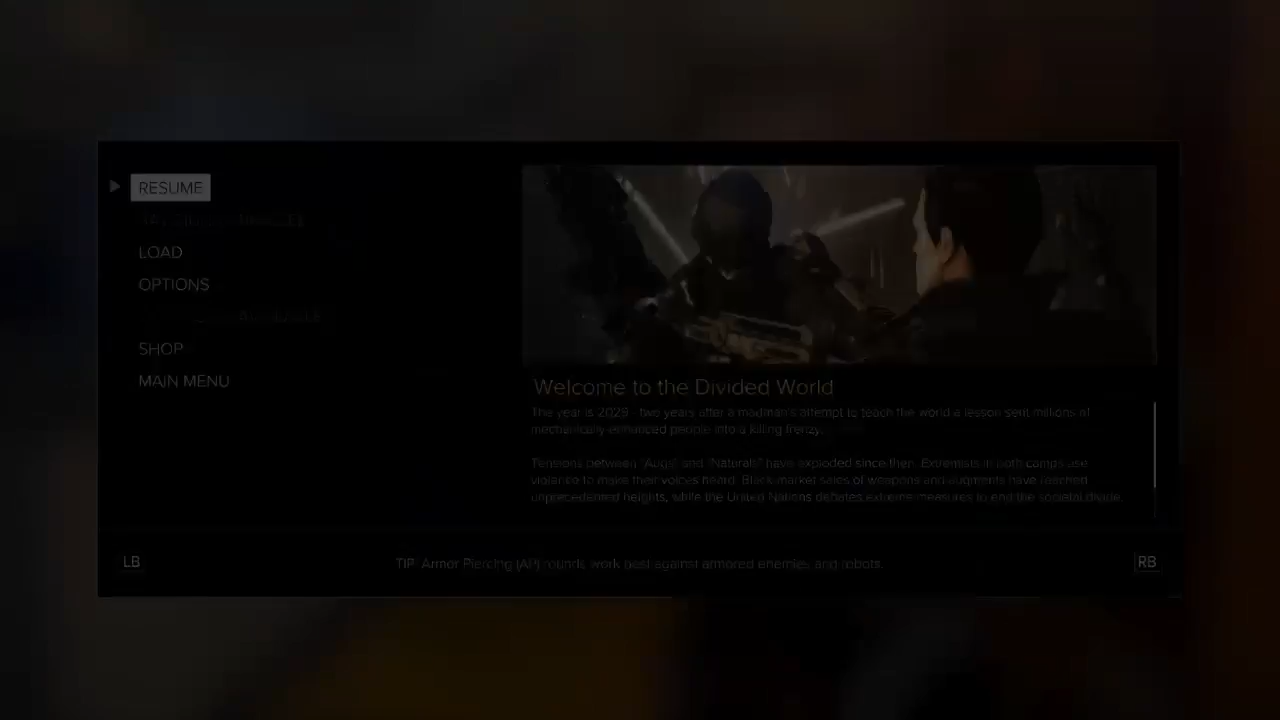 RESUME
LOAD
OPTIONS
SHOP
MAIN MENU
Welcome to the Divided World
The year is 2029 - two years after a madman's attempt to teach the world a lesson sent millions of
mechanically-enhanced people into a killing frenzy.
Tensions between "Augs" and "Naturals" have exploded since then. Extremists in both camps use
violence to make their voices heard. Black market sales of weapons and augments have reached
unprecedented heights, while the United Nations debates extreme measures to end the societal divide.
LB
TIP: Armor Piercing (AP) rounds work best against armored enemies and robots.
RB